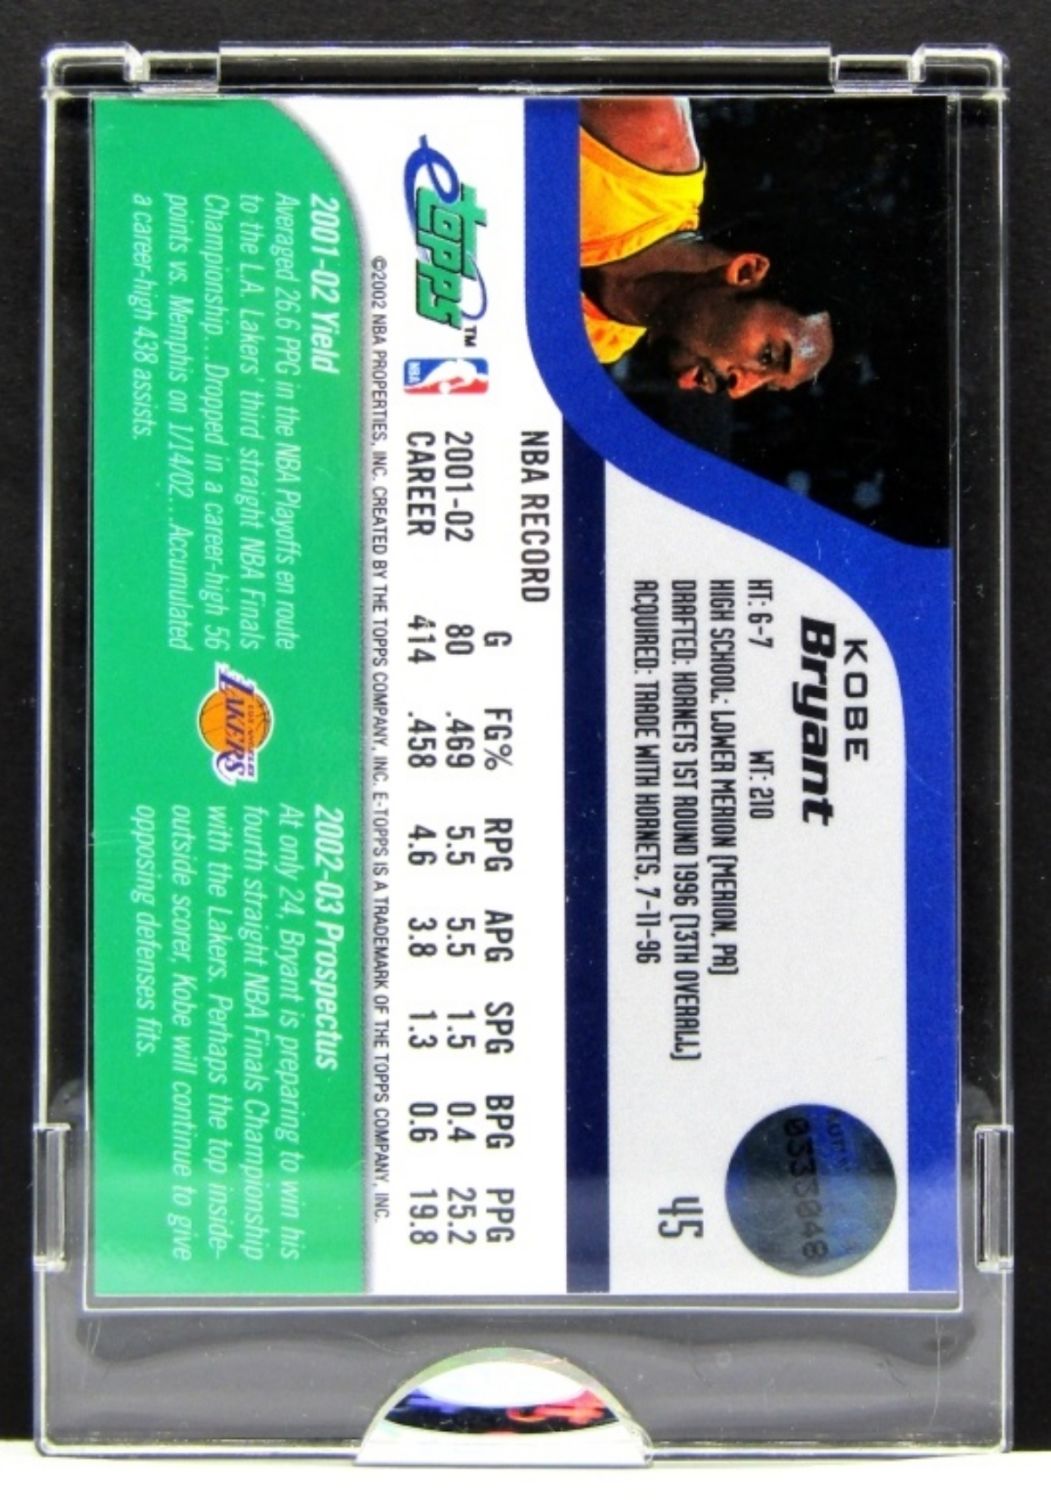 KOBE
Bryant
HT: 6-7 WT: 210
HIGH SCHOOL: LOWER MERION (MERION, PA)
DRAFTED: HORNETS 1ST ROUND 1996 (13TH OVERALL)
ACQUIRED: TRADE WITH HORNETS, 7-11-96
45
NBA RECORD
G FG% RPG APG SPG BPG PPG
2001-02 80 .469 5.5 5.5 1.5 0.4 25.2
CAREER 414 .458 4.6 3.8 1.3 0.6 19.8
etopps™
NBA
©2002 NBA PROPERTIES, INC. CREATED BY THE TOPPS COMPANY, INC. E-TOPPS IS A TRADEMARK OF THE TOPPS COMPANY, INC.
2001-02 Yield
Averaged 26.6 PPG in the NBA Playoffs en route
to the L.A. Lakers' third straight NBA Finals
Championship...Dropped in a career-high 56
points vs. Memphis on 1/14/02...Accumulated
a career-high 438 assists.
LOS ANGELES
LAKERS
2002-03 Prospectus
At only 24, Bryant is preparing to win his
fourth straight NBA Finals Championship
with the Lakers. Perhaps the top inside-
outside scorer, Kobe will continue to give
opposing defenses fits.